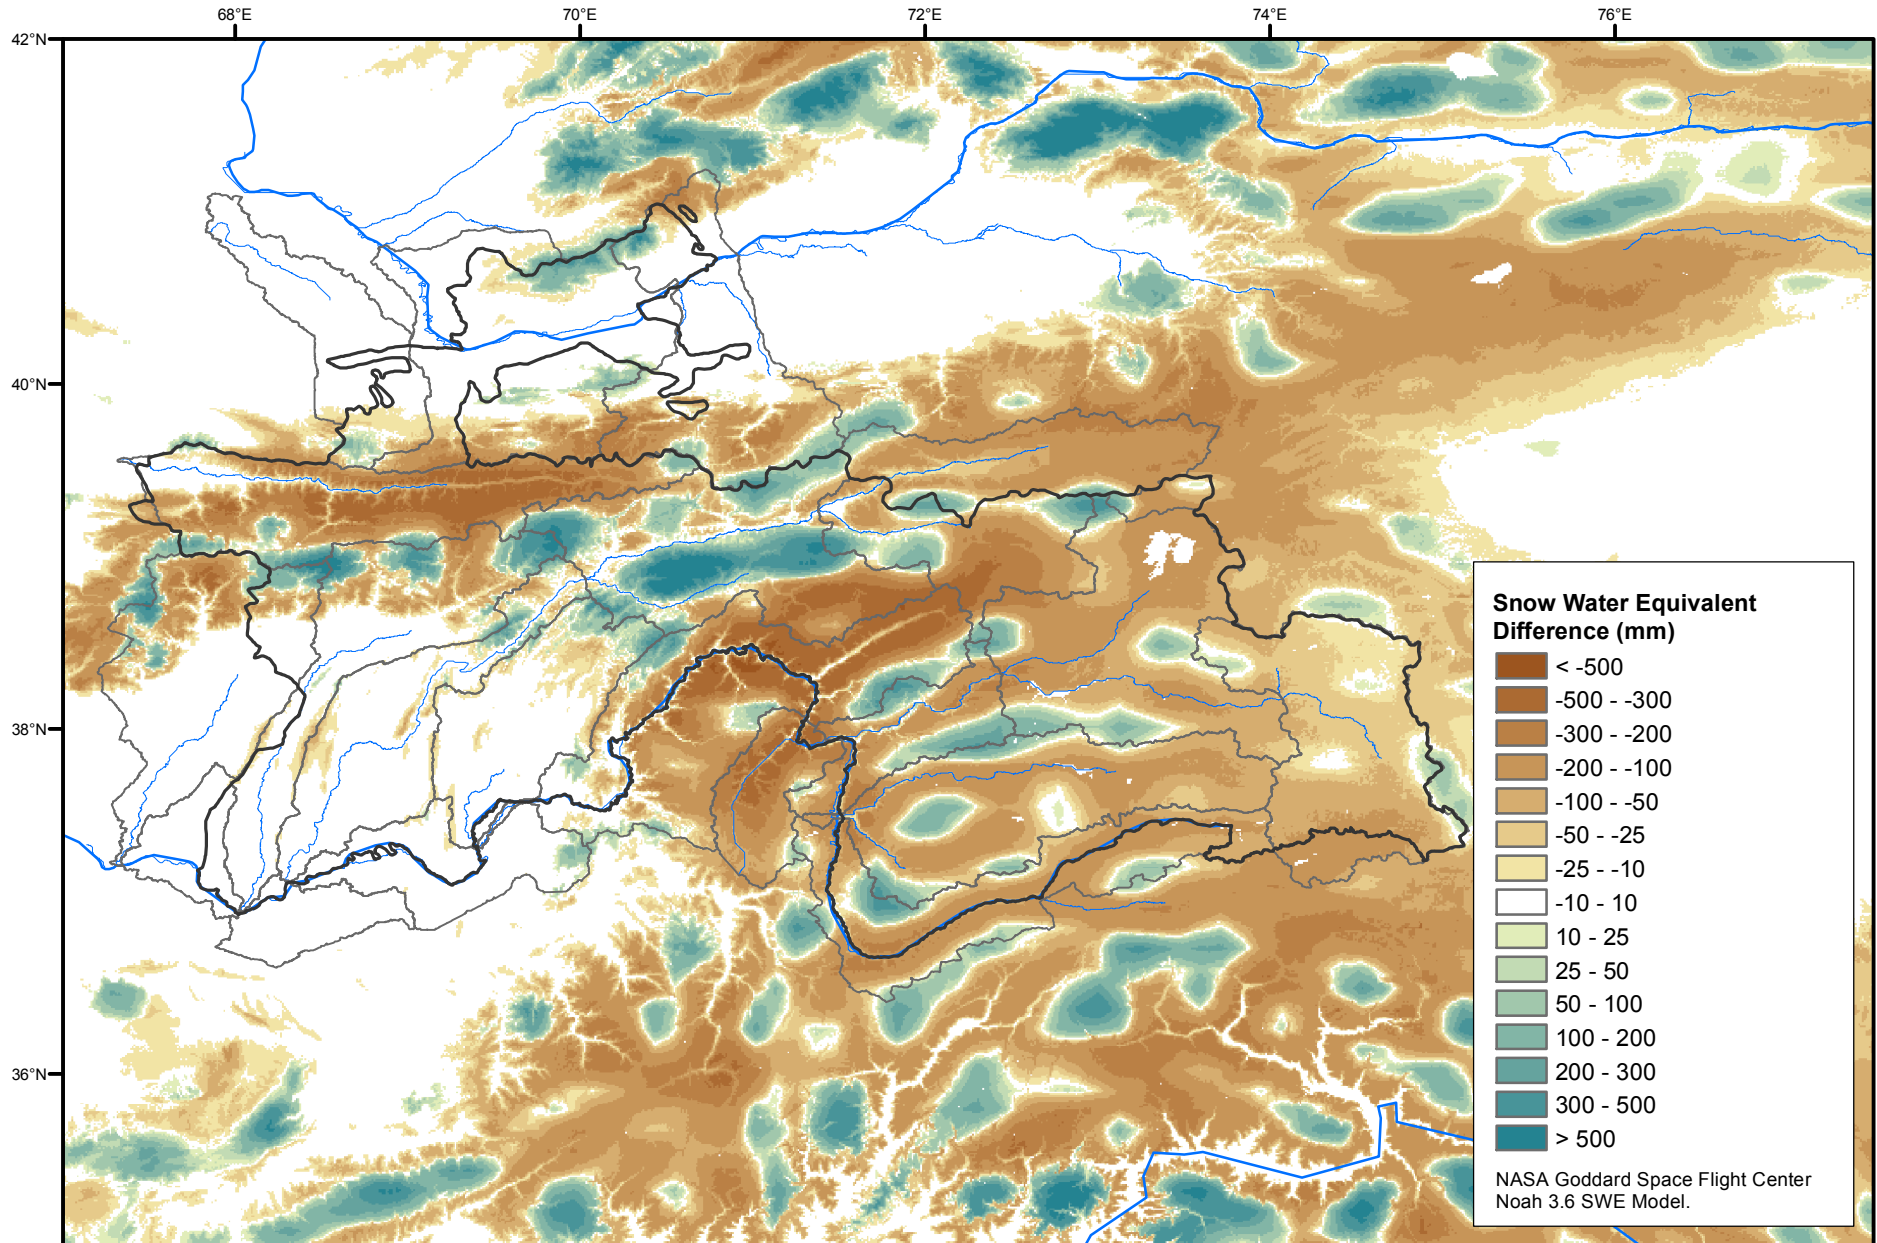 68°E
70°E
72°E
74°E
76°E
42°N
40°N
38°N
36°N
Snow Water Equivalent
Difference (mm)
< -500
-500 - -300
-300 - -200
-200 - -100
-100 - -50
-50 - -25
-25 - -10
-10 - 10
10 - 25
25 - 50
50 - 100
100 - 200
200 - 300
300 - 500
> 500
NASA Goddard Space Flight Center
Noah 3.6 SWE Model.